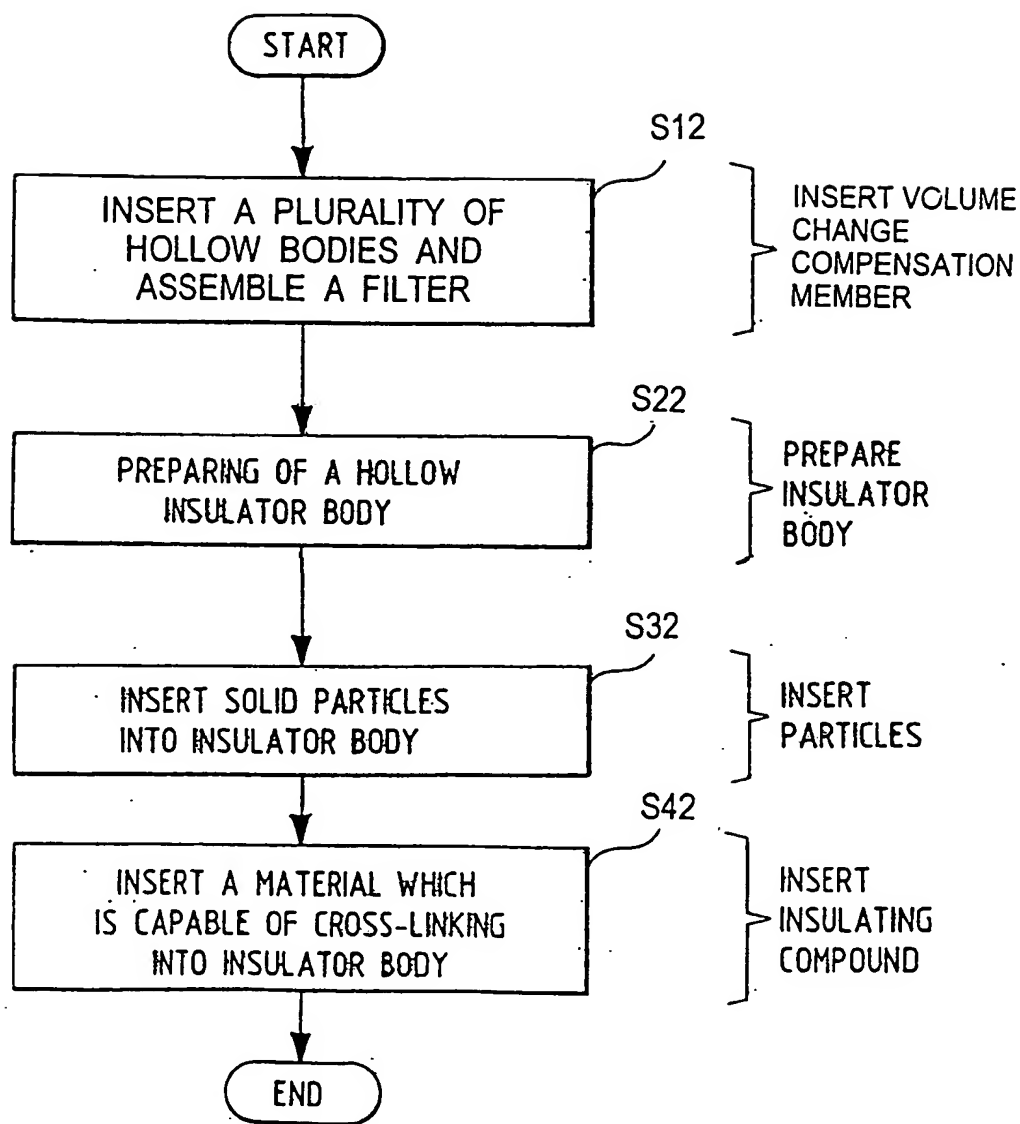 START
S12
INSERT A PLURALITY OF
HOLLOW BODIES AND
ASSEMBLE A FILTER
INSERT VOLUME
CHANGE
COMPENSATION
MEMBER
S22
PREPARING OF A HOLLOW
INSULATOR BODY
PREPARE
INSULATOR
BODY
S32
INSERT SOLID PARTICLES
INTO INSULATOR BODY
INSERT
PARTICLES
S42
INSERT A MATERIAL WHICH
IS CAPABLE OF CROSS-LINKING
INTO INSULATOR BODY
INSERT
INSULATING
COMPOUND
END